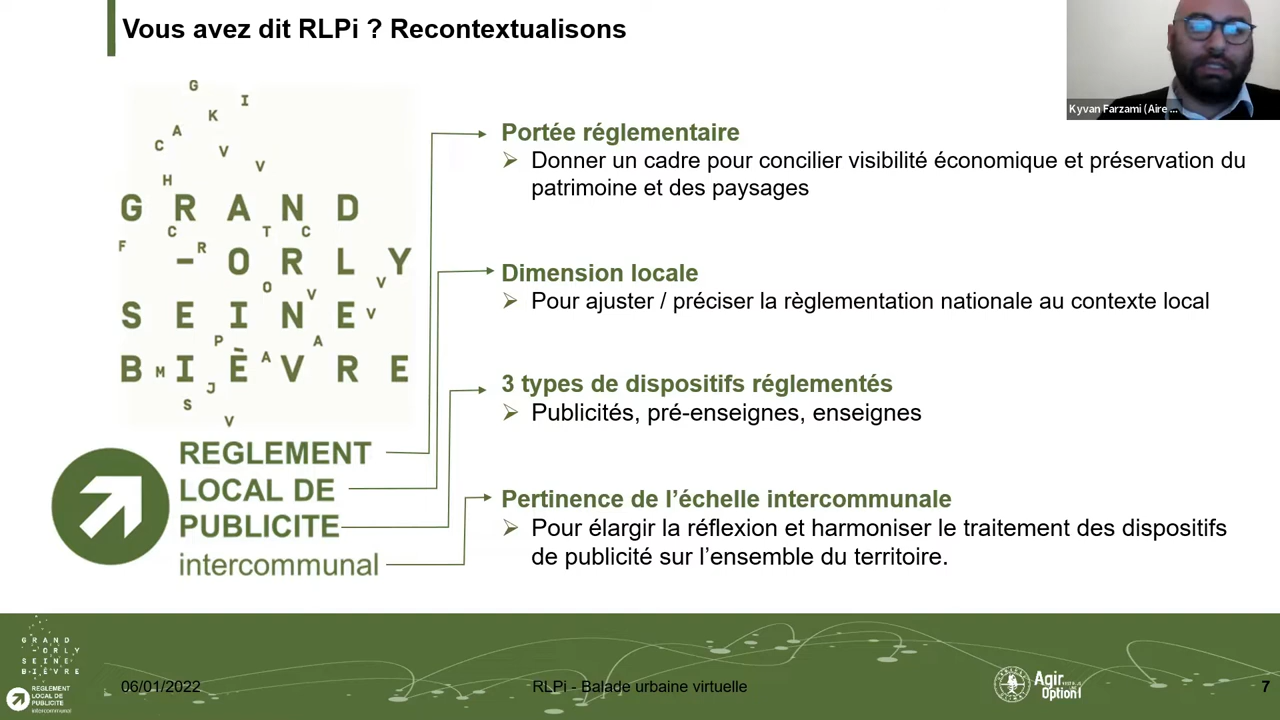 Vous avez dit RLPi ? Recontextualisons
Kyvan Farzami (Aire ...
G
I
K
A
C
V
V
H
GRAND
F
C
R
T
C
-ORLY
O
V
V
SEINE
V
P
A
A
BIÈVRE
M
J
S
V
REGLEMENT
LOCAL DE
PUBLICITE
intercommunal
Portée réglementaire
Donner un cadre pour concilier visibilité économique et préservation du
patrimoine et des paysages
Dimension locale
Pour ajuster / préciser la règlementation nationale au contexte local
3 types de dispositifs réglementés
Publicités, pré-enseignes, enseignes
Pertinence de l’échelle intercommunale
Pour élargir la réflexion et harmoniser le traitement des dispositifs
de publicité sur l’ensemble du territoire.
GRAND
-ORLY
SEINE
BIÈVRE
REGLEMENT
LOCAL DE
PUBLICITE
intercommunal
06/01/2022
RLPi - Balade urbaine virtuelle
Agir
Option
7